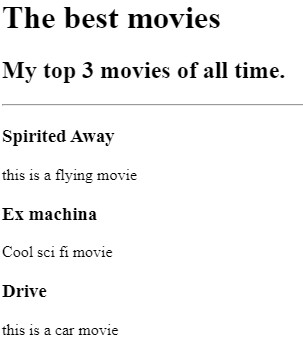 The best movies
My top 3 movies of all time.
Spirited Away
this is a flying movie
Ex machina
Cool sci fi movie
Drive
this is a car movie